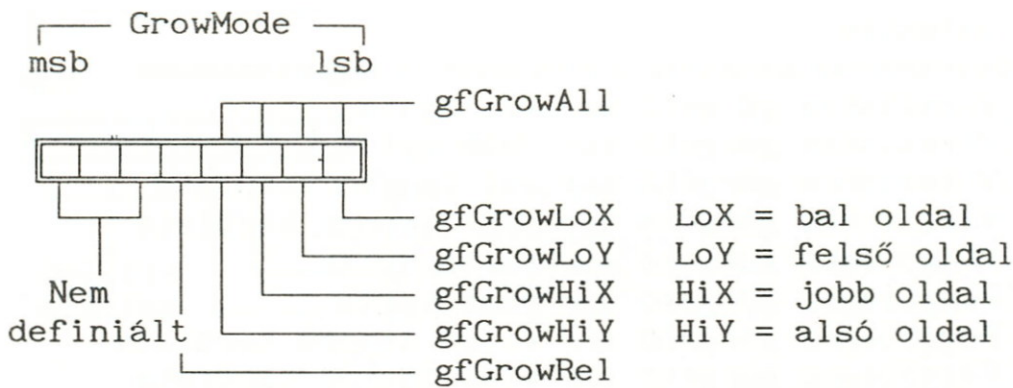 GrowMode
msb lsb
gfGrowAll
gfGrowLoX LoX = bal oldal
gfGrowLoY LoY = felső oldal
Nem gfGrowHiX HiX = jobb oldal
definiált gfGrowHiY HiY = alsó oldal
gfGrowRel